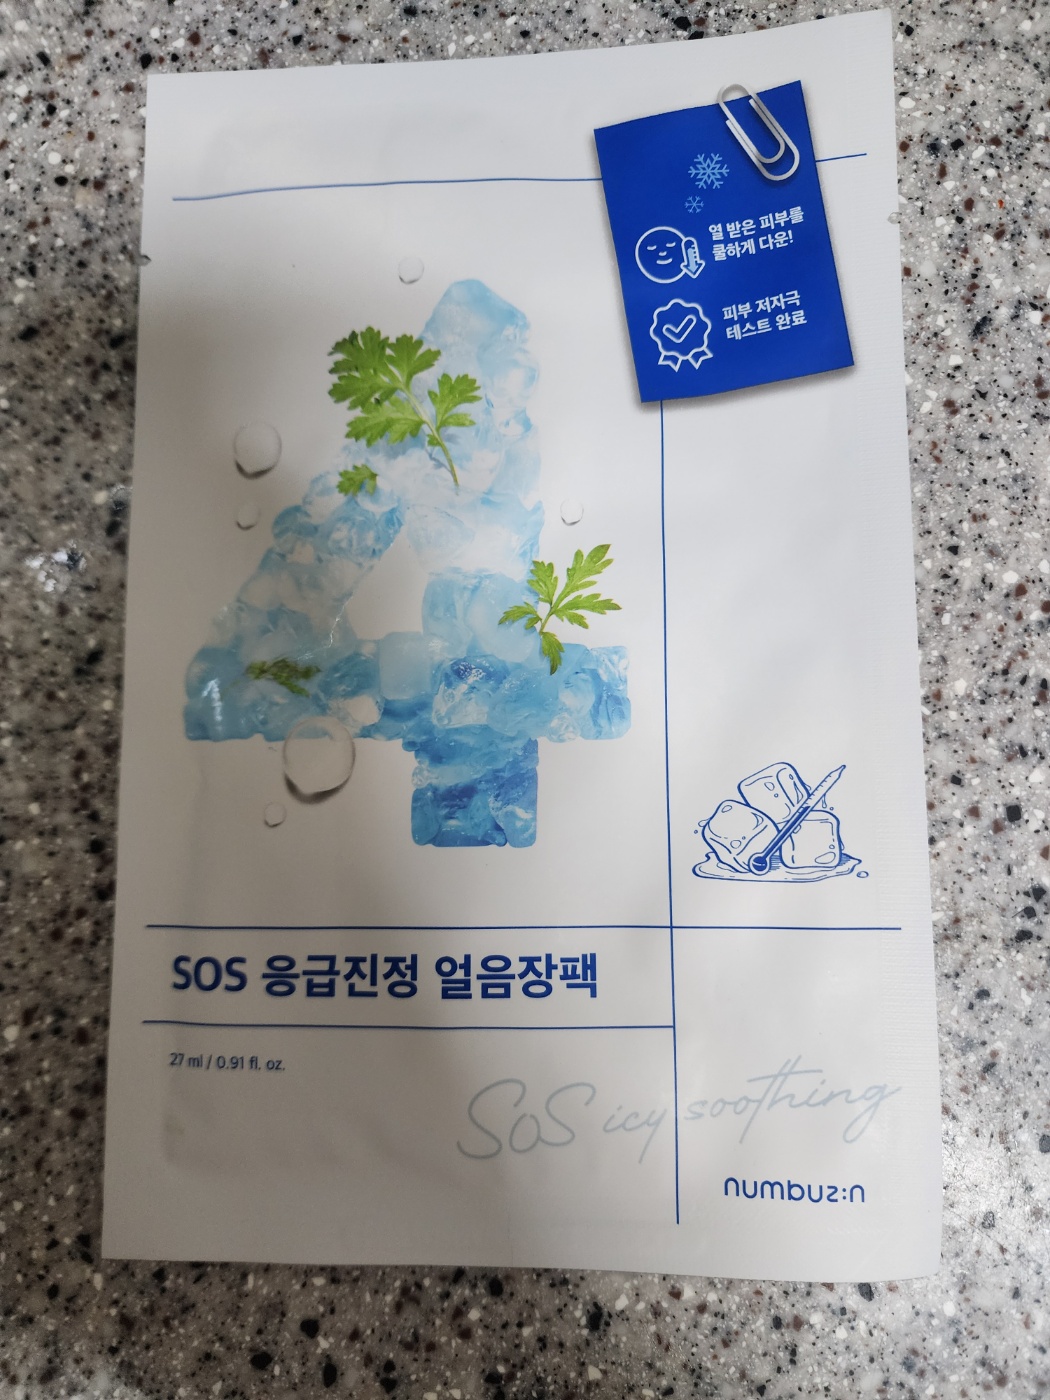 열 받은 피부를
쿨하게 다운!
피부 저자극
테스트 완료
SOS 응급진정 얼음장팩
27 ml / 0.91 fl. oz.
SOS icy soothing
numbuz:n